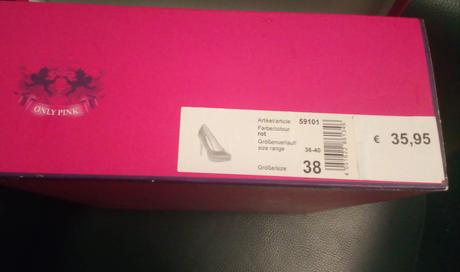 ONLY PINK
Artikel/article 59101
Farbe/colour
rot
Größenverlauf/
size range 36-40
Größe/size 38
€ 35,95